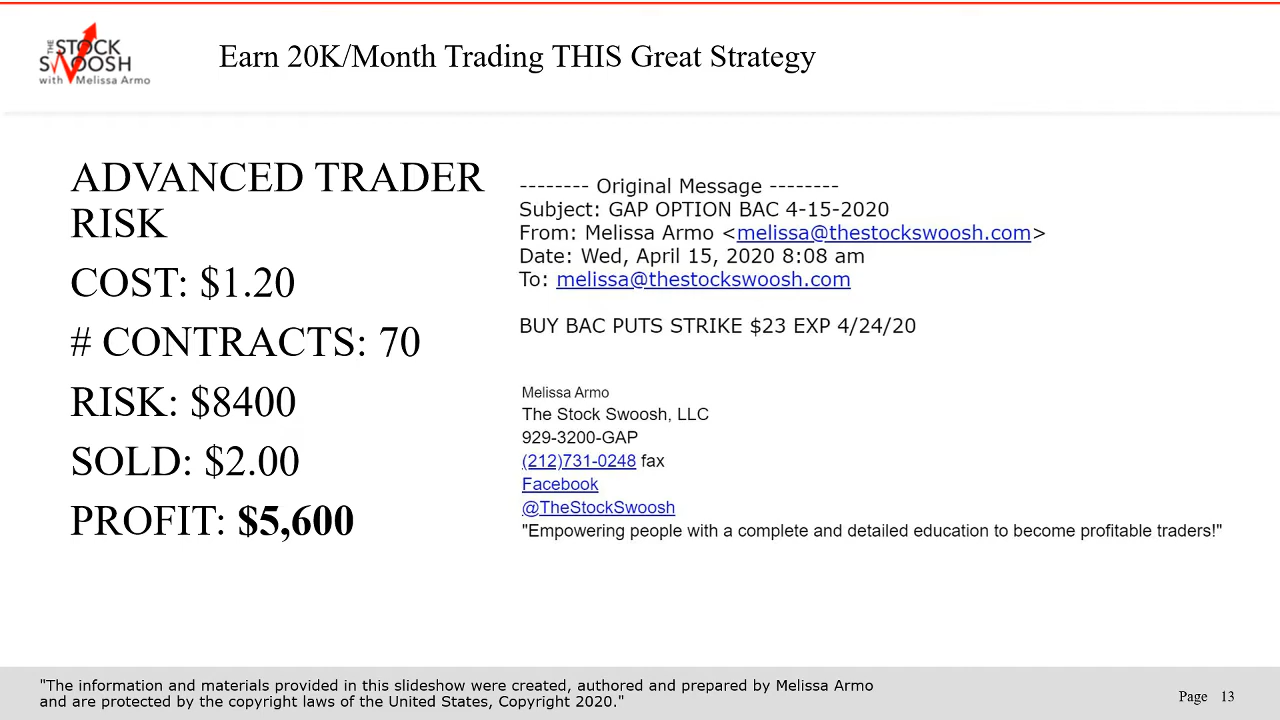 THE
STOCK
SWOOSH
with Melissa Armo
Earn 20K/Month Trading THIS Great Strategy
ADVANCED TRADER
RISK
COST: $1.20
# CONTRACTS: 70
RISK: $8400
SOLD: $2.00
PROFIT: $5,600
-------- Original Message --------
Subject: GAP OPTION BAC 4-15-2020
From: Melissa Armo <melissa@thestockswoosh.com>
Date: Wed, April 15, 2020 8:08 am
To: melissa@thestockswoosh.com
BUY BAC PUTS STRIKE $23 EXP 4/24/20
Melissa Armo
The Stock Swoosh, LLC
929-3200-GAP
(212)731-0248 fax
Facebook
@TheStockSwoosh
"Empowering people with a complete and detailed education to become profitable traders!"
"The information and materials provided in this slideshow were created, authored and prepared by Melissa Armo
and are protected by the copyright laws of the United States, Copyright 2020."
Page 13